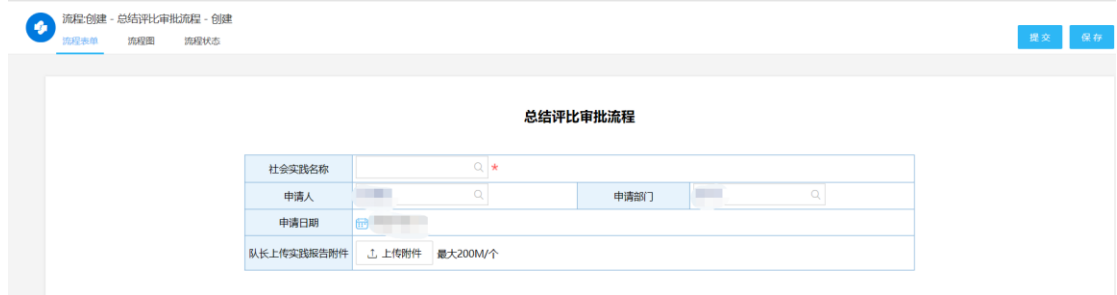 流程:创建 - 总结评比审批流程 - 创建
流程表单 流程图 流程状态
提交 保存
总结评比审批流程
社会实践名称 *
申请人 申请部门
申请日期
队长上传实践报告附件 上传附件 最大200M/个